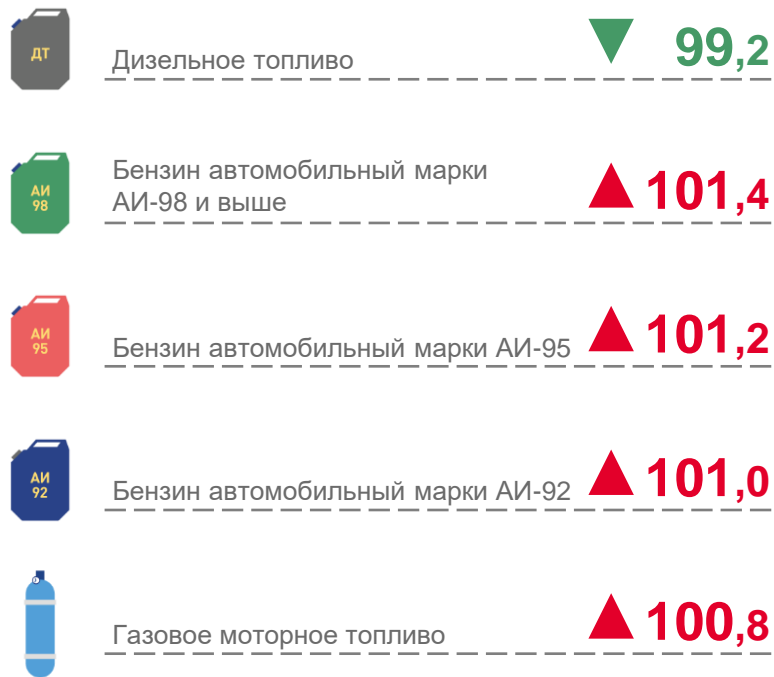 ДТ
Дизельное топливо
▼ 99,2
АИ
98
Бензин автомобильный марки
АИ-98 и выше
▲ 101,4
АИ
95
Бензин автомобильный марки АИ-95
▲ 101,2
АИ
92
Бензин автомобильный марки АИ-92
▲ 101,0
Газовое моторное топливо
▲ 100,8